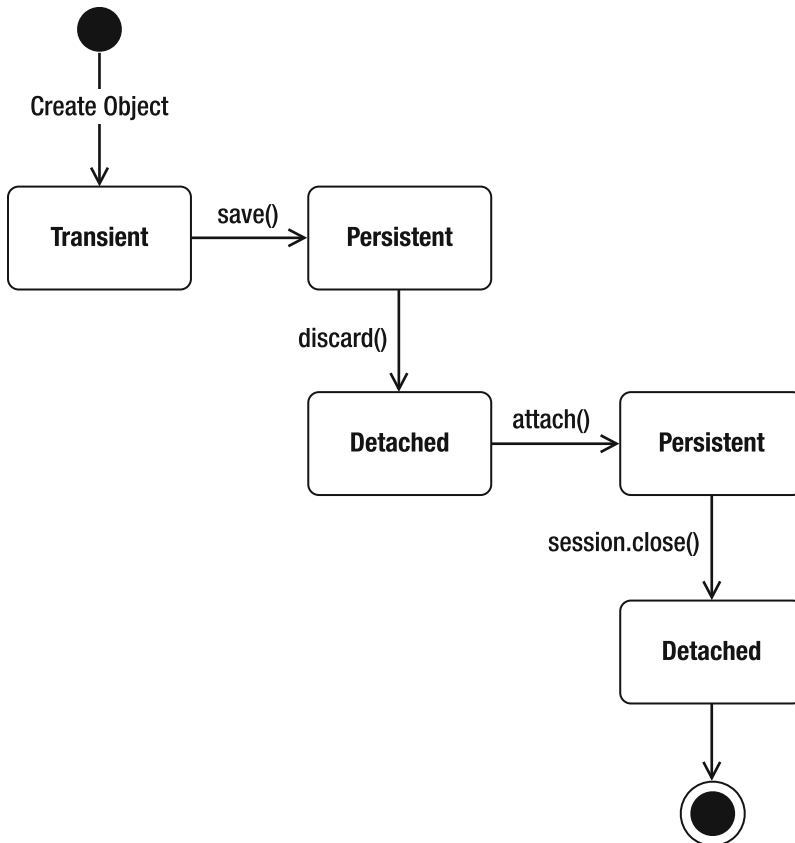 Create Object
Transient
save()
Persistent
discard()
Detached
attach()
Persistent
session.close()
Detached